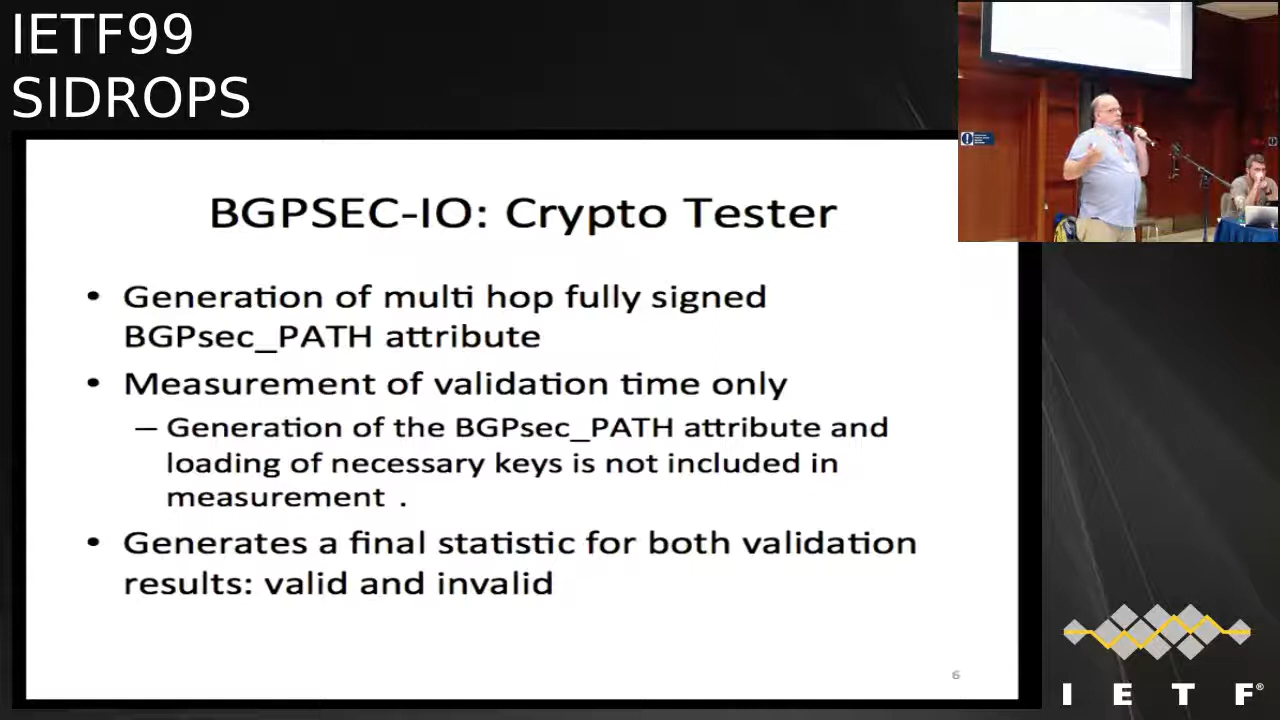 IETF99
SIDROPS
BGPSEC-IO: Crypto Tester
• Generation of multi hop fully signed
BGPsec_PATH attribute
• Measurement of validation time only
– Generation of the BGPsec_PATH attribute and
loading of necessary keys is not included in
measurement .
• Generates a final statistic for both validation
results: valid and invalid
6
I E T F®